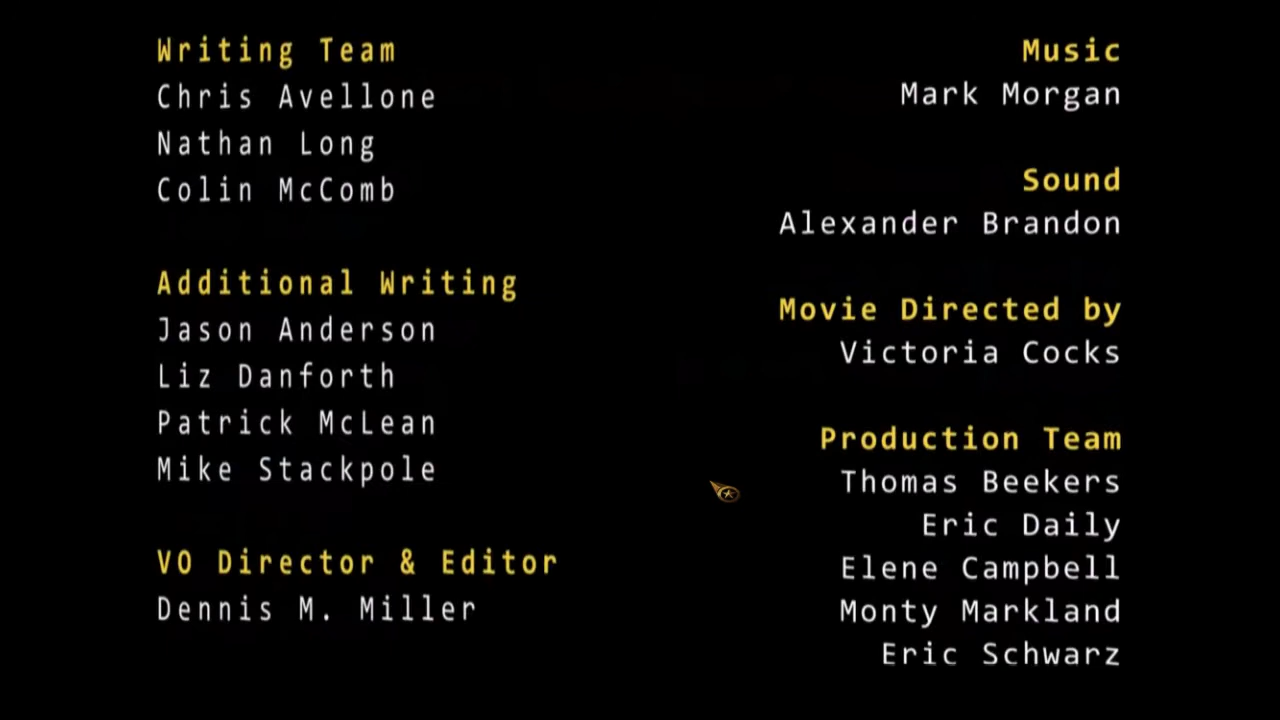 Writing Team
Chris Avellone
Nathan Long
Colin McComb
Additional Writing
Jason Anderson
Liz Danforth
Patrick McLean
Mike Stackpole
VO Director & Editor
Dennis M. Miller
Music
Mark Morgan
Sound
Alexander Brandon
Movie Directed by
Victoria Cocks
Production Team
Thomas Beekers
Eric Daily
Elene Campbell
Monty Markland
Eric Schwarz